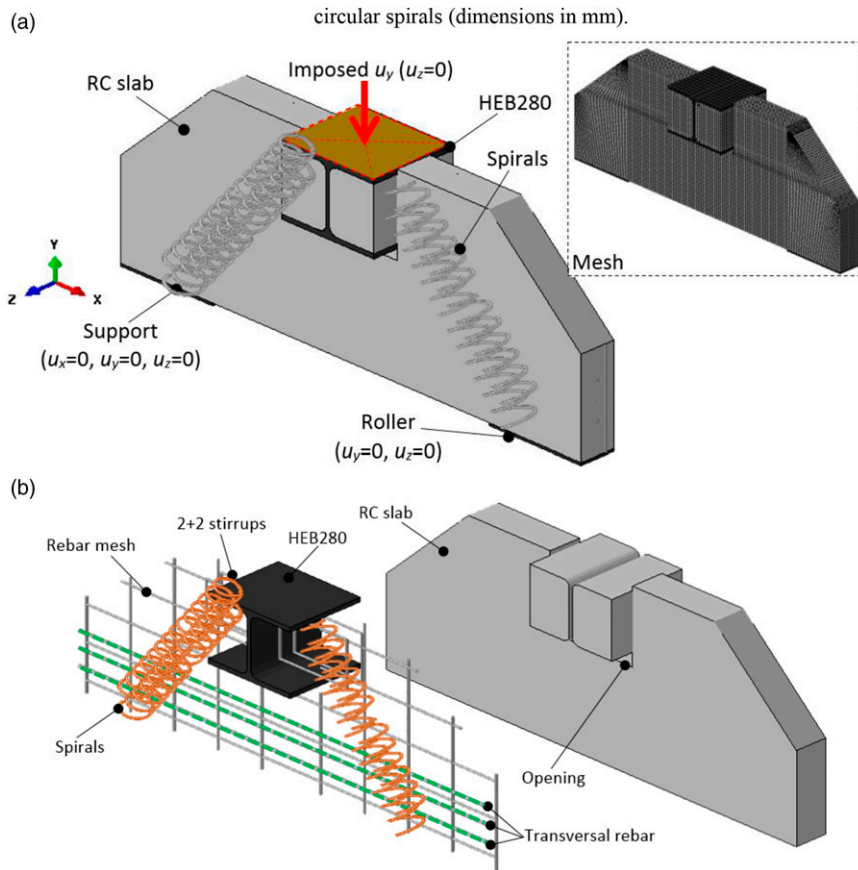 circular spirals (dimensions in mm).
(a)
Imposed uy (uz=0)
RC slab
HEB280
Spirals
Mesh
Y
Z
X
Support
(ux=0, uy=0, uz=0)
Roller
(uy=0, uz=0)
(b)
2+2 stirrups
HEB280
Rebar mesh
RC slab
Spirals
Opening
Transversal rebar